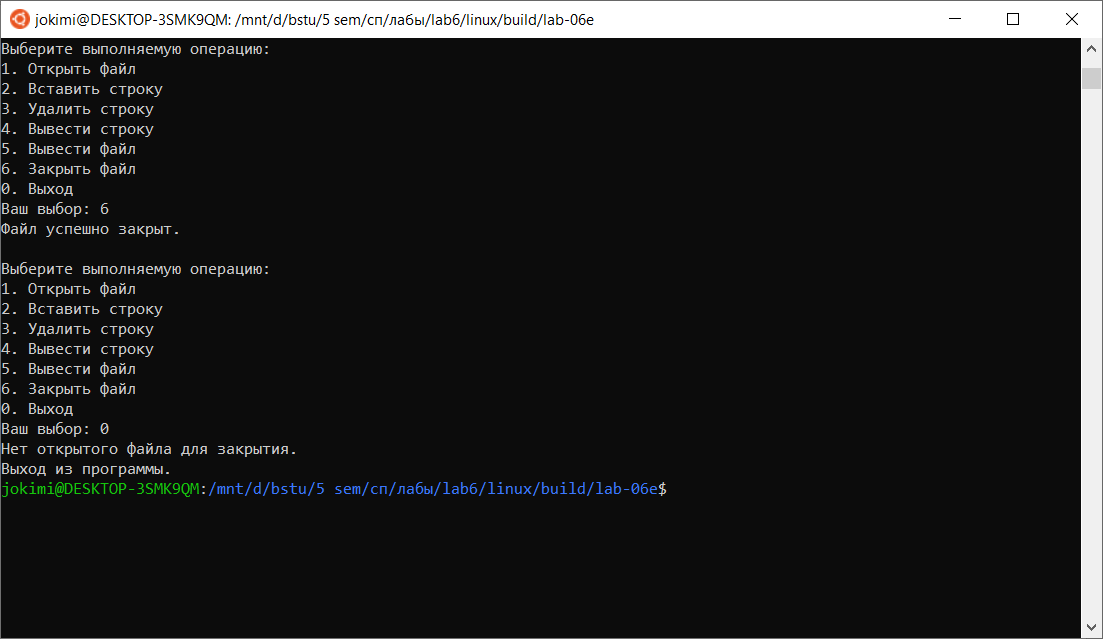 jokimi@DESKTOP-3SMK9QM: /mnt/d/bstu/5 sem/сп/лабы/lab6/linux/build/lab-06e
Выберите выполняемую операцию:
1. Открыть файл
2. Вставить строку
3. Удалить строку
4. Вывести строку
5. Вывести файл
6. Закрыть файл
0. Выход
Ваш выбор: 6
Файл успешно закрыт.

Выберите выполняемую операцию:
1. Открыть файл
2. Вставить строку
3. Удалить строку
4. Вывести строку
5. Вывести файл
6. Закрыть файл
0. Выход
Ваш выбор: 0
Нет открытого файла для закрытия.
Выход из программы.
jokimi@DESKTOP-3SMK9QM:/mnt/d/bstu/5 sem/сп/лабы/lab6/linux/build/lab-06e$